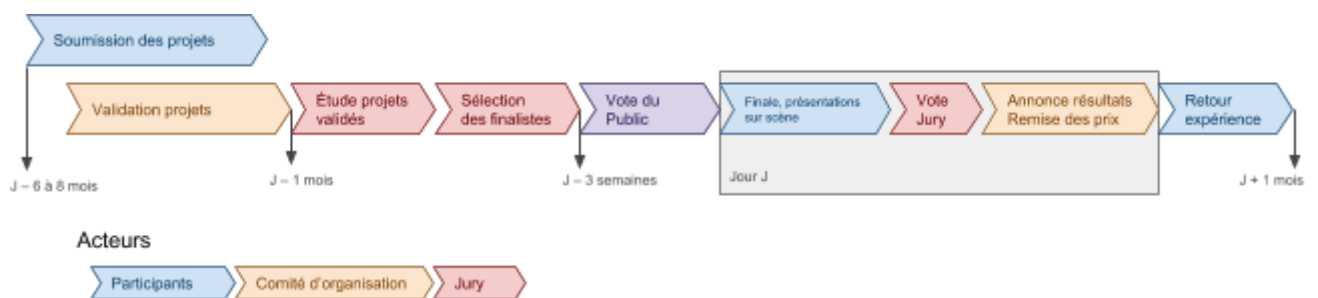 Soumission des projets
Validation projets
Étude projets
validés
Sélection
des finalistes
Vote du
Public
Finale, présentations
sur scène
Vote
Jury
Annonce résultats
Remise des prix
Retour
expérience
J – 6 à 8 mois
J – 1 mois
J – 3 semaines
Jour J
J + 1 mois
Acteurs
Participants
Comité d'organisation
Jury